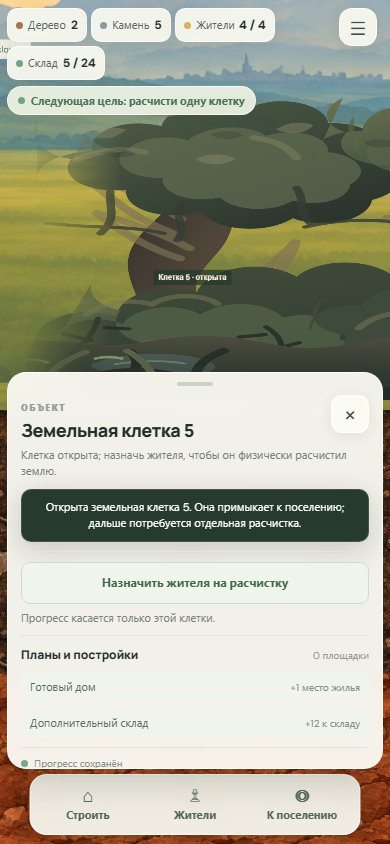 Дерево 2
Камень 5
Жители 4 / 4
☰
Склад 5 / 24
Следующая цель: расчисти одну клетку
Клетка 5 · открыта
ОБЪЕКТ
×
Земельная клетка 5
Клетка открыта; назначь жителя, чтобы он физически расчистил
землю.
Открыта земельная клетка 5. Она примыкает к поселению;
дальше потребуется отдельная расчистка.
Назначить жителя на расчистку
Прогресс касается только этой клетки.
Планы и постройки
0 площадки
Готовый дом
+1 место жилья
Дополнительный склад
+12 к складу
Прогресс сохранён
Строить
Жители
К поселению